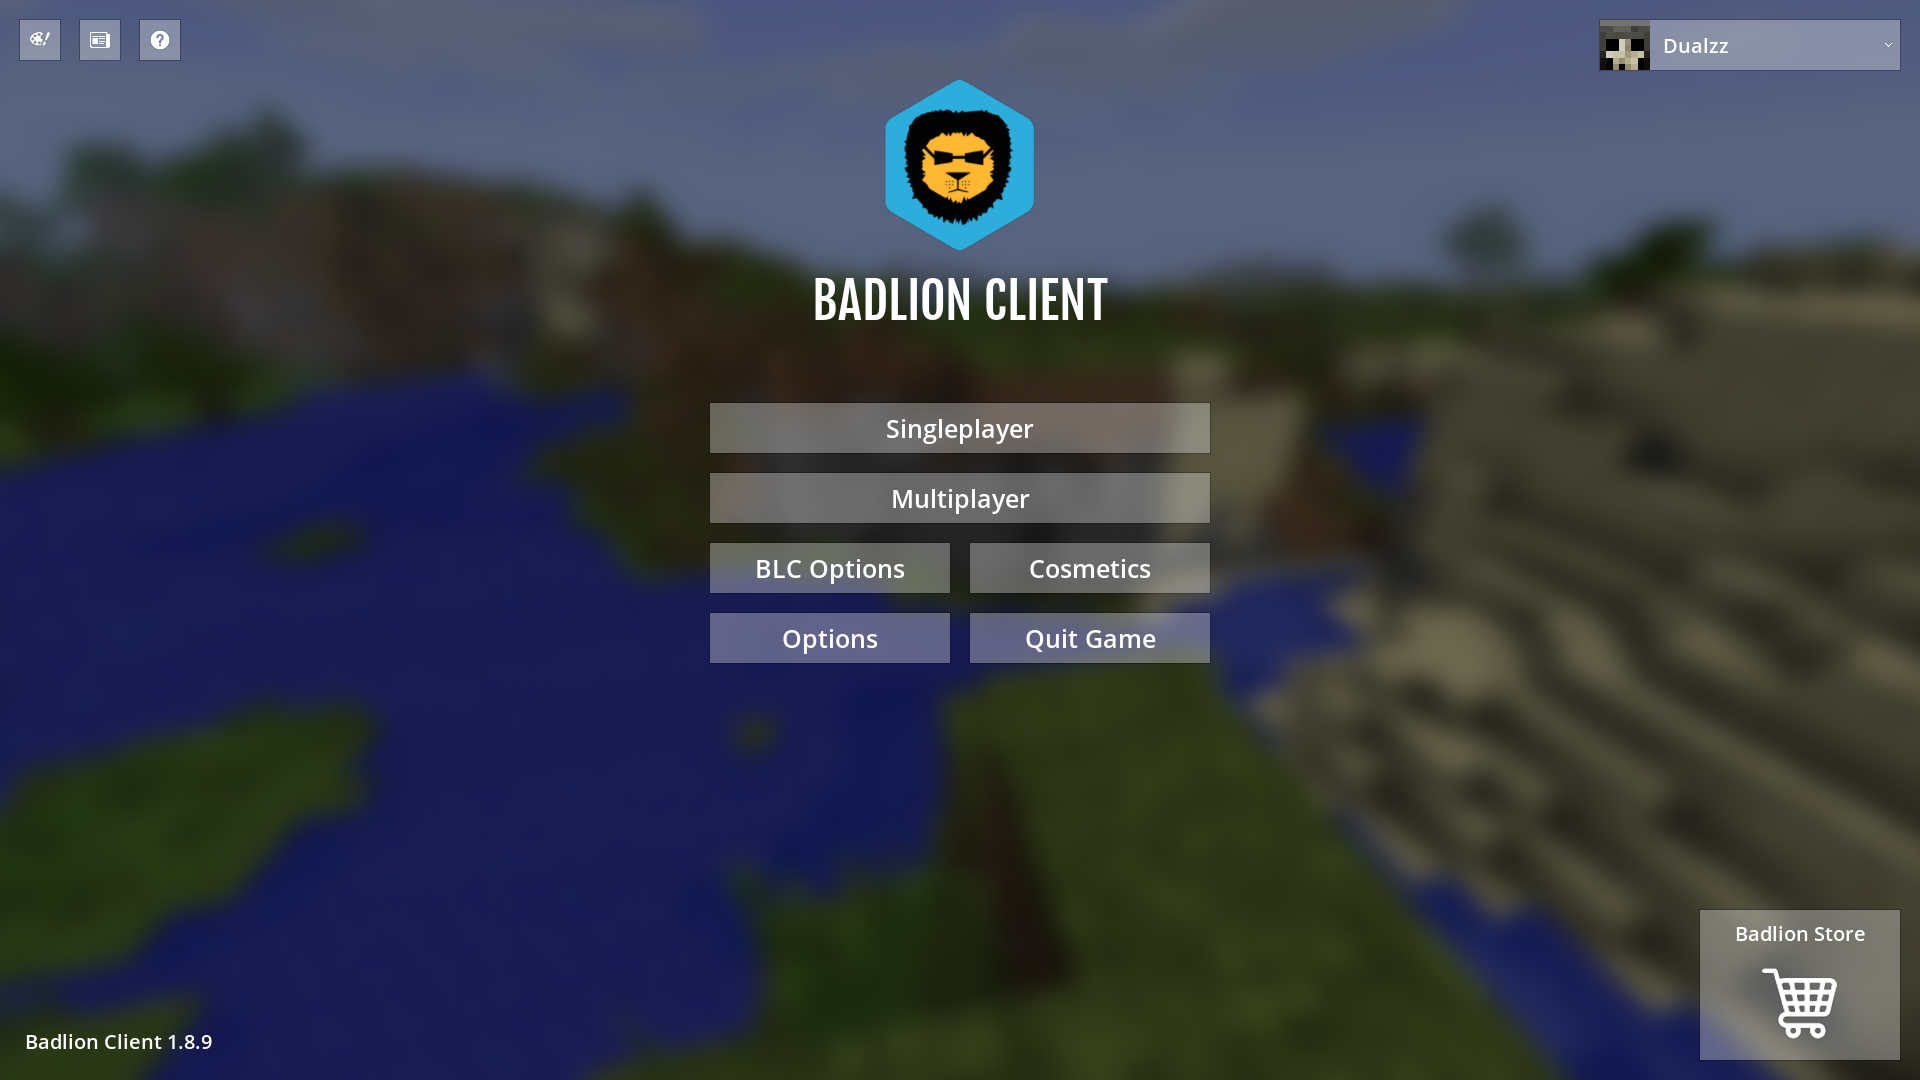 Dualzz
BADLION CLIENT
Singleplayer
Multiplayer
BLC Options
Cosmetics
Options
Quit Game
Badlion Store
Badlion Client 1.8.9